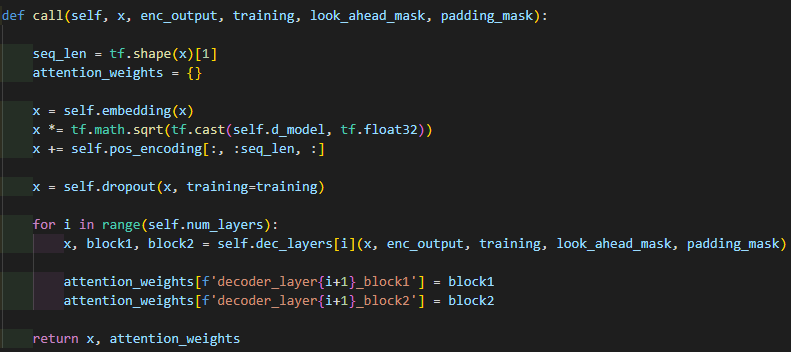 def call(self, x, enc_output, training, look_ahead_mask, padding_mask):
seq_len = tf.shape(x)[1]
attention_weights = {}
x = self.embedding(x)
x *= tf.math.sqrt(tf.cast(self.d_model, tf.float32))
x += self.pos_encoding[:, :seq_len, :]
x = self.dropout(x, training=training)
for i in range(self.num_layers):
x, block1, block2 = self.dec_layers[i](x, enc_output, training, look_ahead_mask, padding_mask)
attention_weights[f'decoder_layer{i+1}_block1'] = block1
attention_weights[f'decoder_layer{i+1}_block2'] = block2
return x, attention_weights